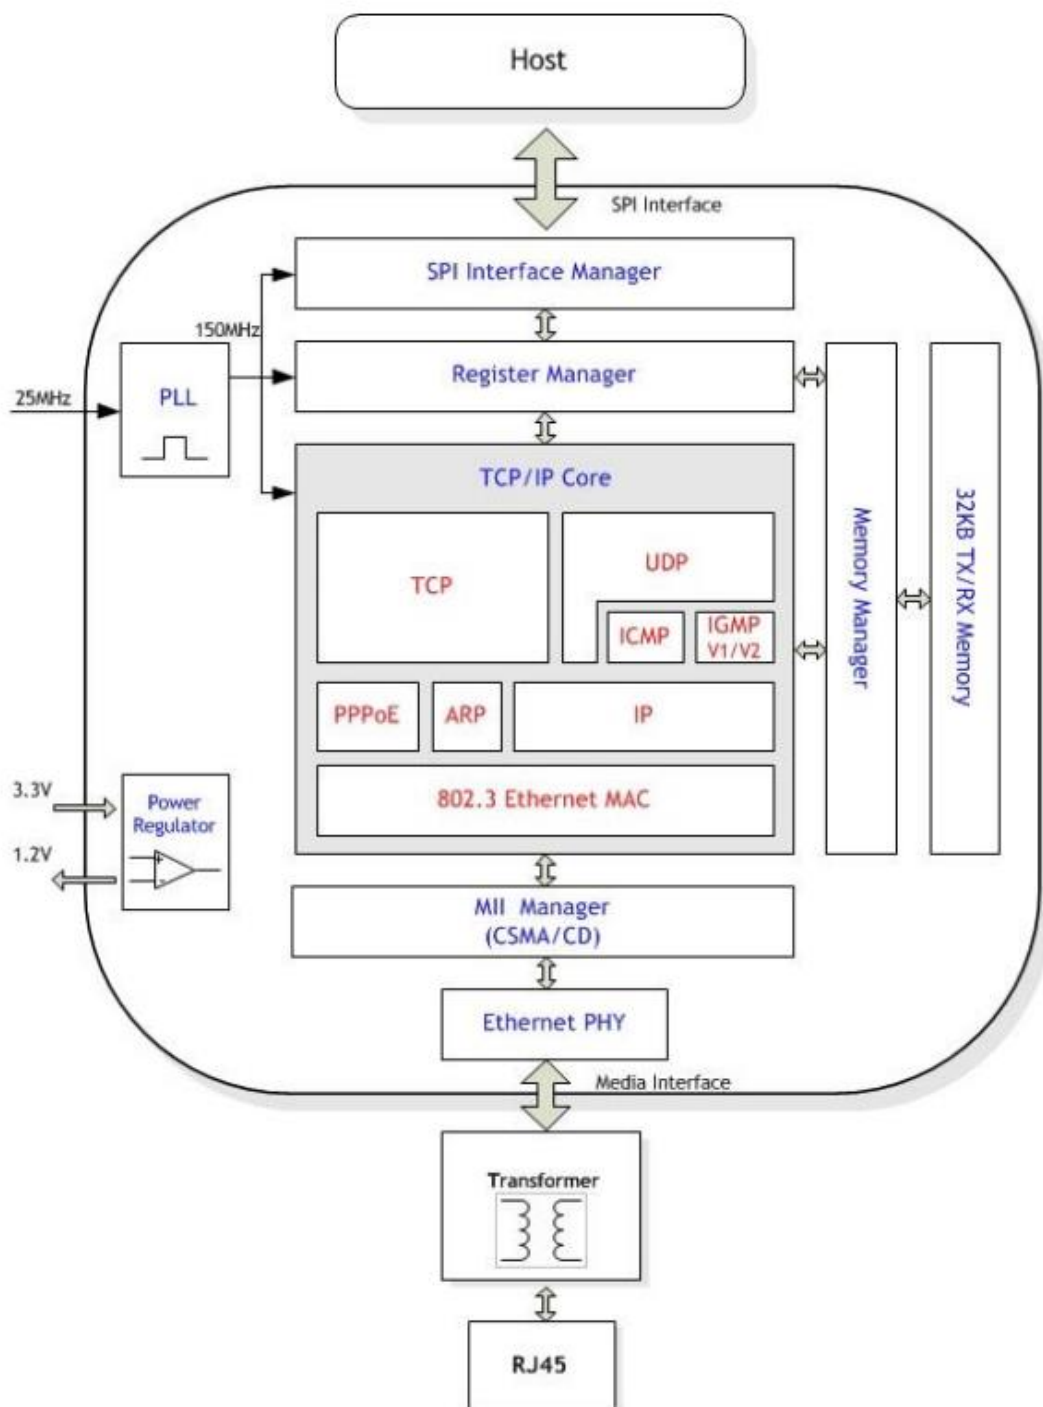 Host
SPI Interface
SPI Interface Manager
150MHz
Register Manager
25MHz
PLL
TCP/IP Core
TCP
UDP
ICMP
IGMP
V1/V2
PPPoE
ARP
IP
802.3 Ethernet MAC
Memory Manager
32KB TX/RX Memory
3.3V
1.2V
Power
Regulator
MII Manager
(CSMA/CD)
Ethernet PHY
Media Interface
Transformer
RJ45